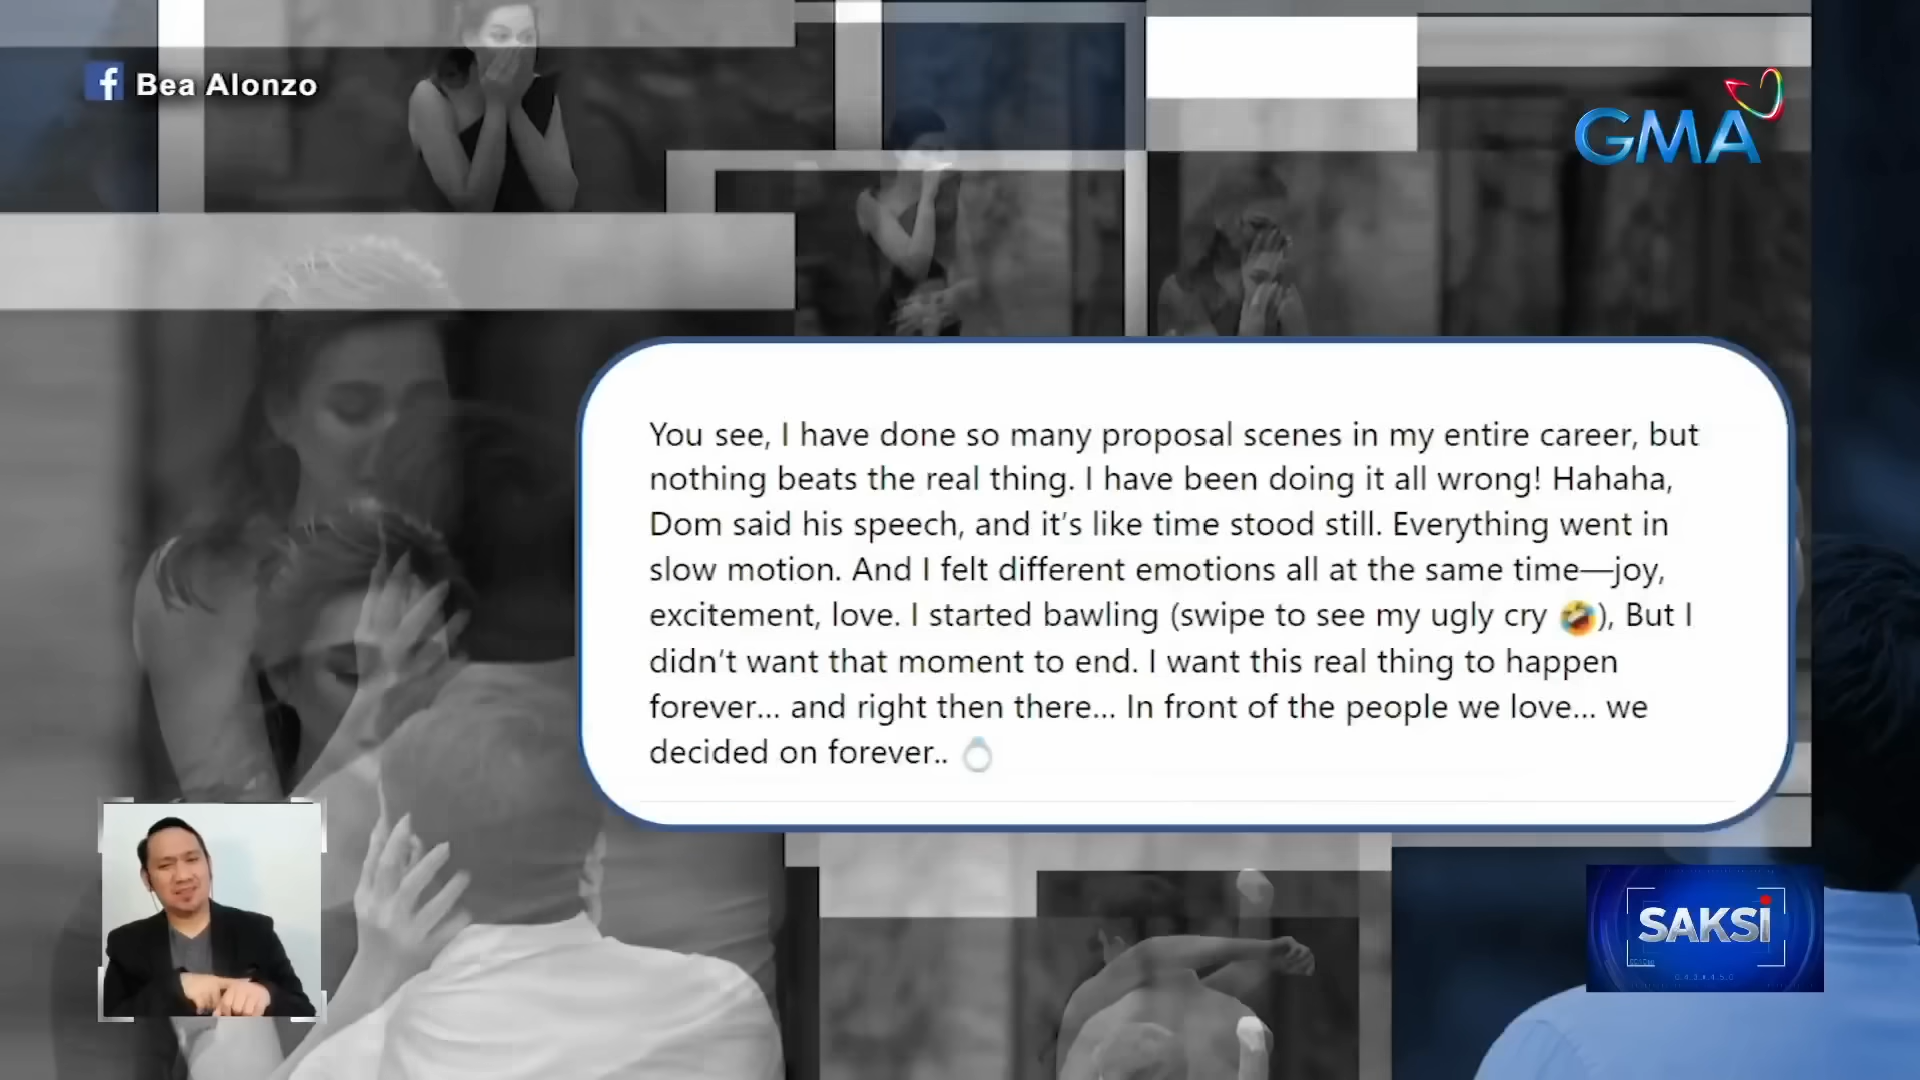 Bea Alonzo
GMA
You see, I have done so many proposal scenes in my entire career, but
nothing beats the real thing. I have been doing it all wrong! Hahaha,
Dom said his speech, and it's like time stood still. Everything went in
slow motion. And I felt different emotions all at the same time—joy,
excitement, love. I started bawling (swipe to see my ugly cry 🤣), But I
didn't want that moment to end. I want this real thing to happen
forever... and right then there... In front of the people we love... we
decided on forever.. 💍
SAKSI